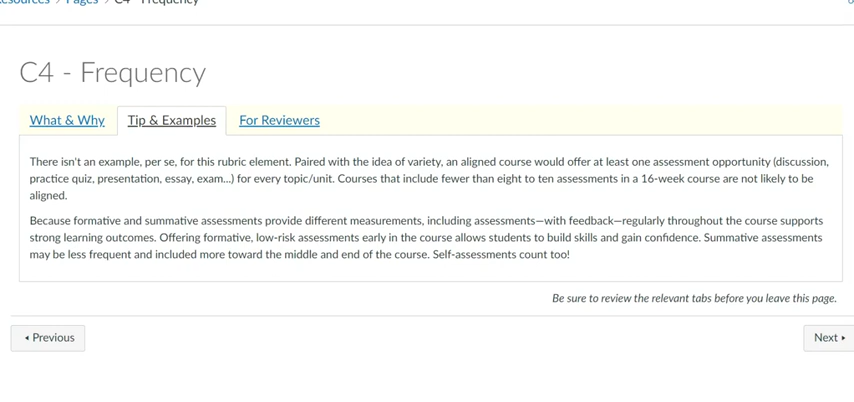 Resources > Pages > C4 - Frequency
C4 - Frequency
What & Why Tip & Examples For Reviewers
There isn't an example, per se, for this rubric element. Paired with the idea of variety, an aligned course would offer at least one assessment opportunity (discussion,
practice quiz, presentation, essay, exam...) for every topic/unit. Courses that include fewer than eight to ten assessments in a 16-week course are not likely to be
aligned.
Because formative and summative assessments provide different measurements, including assessments—with feedback—regularly throughout the course supports
strong learning outcomes. Offering formative, low-risk assessments early in the course allows students to build skills and gain confidence. Summative assessments
may be less frequent and included more toward the middle and end of the course. Self-assessments count too!
Be sure to review the relevant tabs before you leave this page.
Previous Next